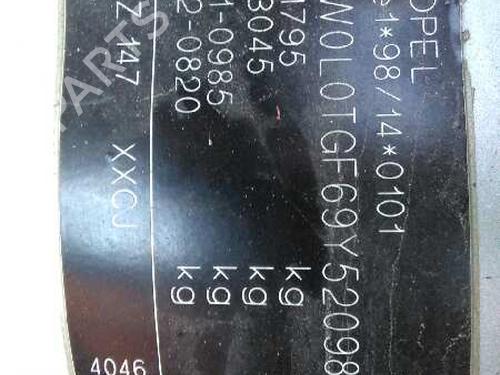 OPEL
e1*98/14*0101
W0L0TGF69Y52098
1795 kg
3045 kg
1-0985 kg
2-0820 kg
Z 147 XXCJ
4046
PARTS